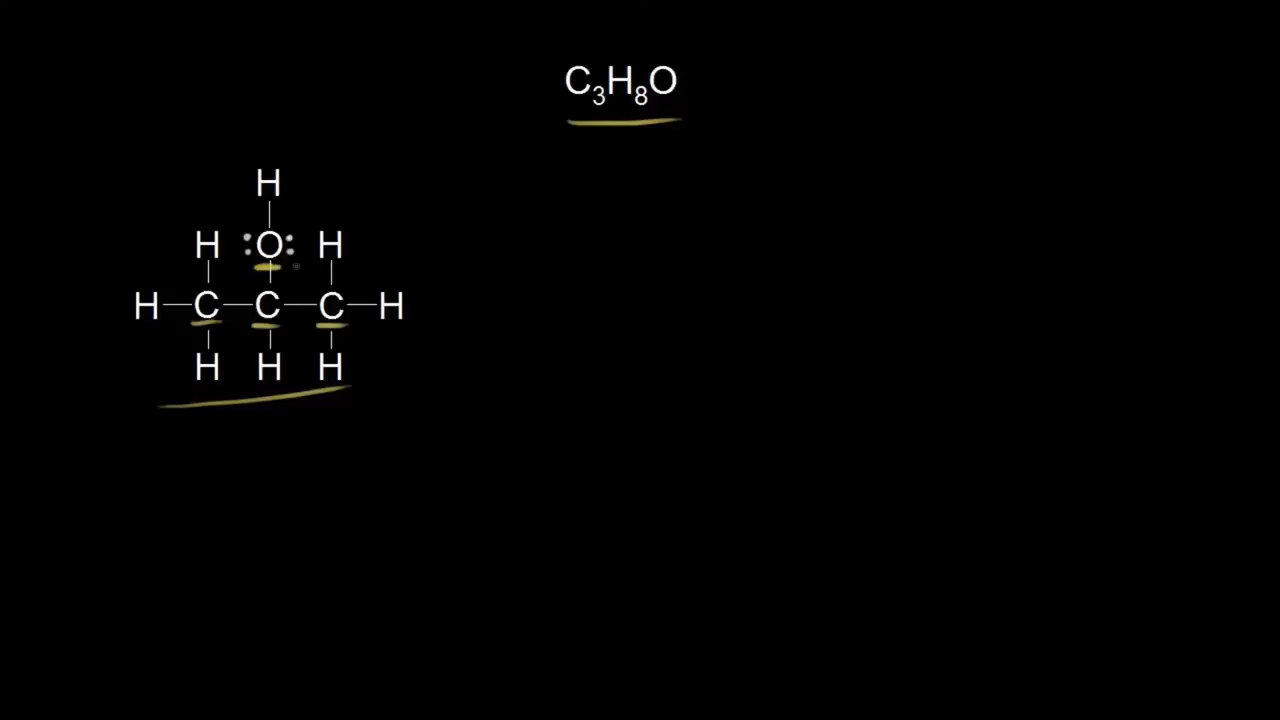 C₃H₈O
H
H :O: H
H—C—C—C—H
H H H